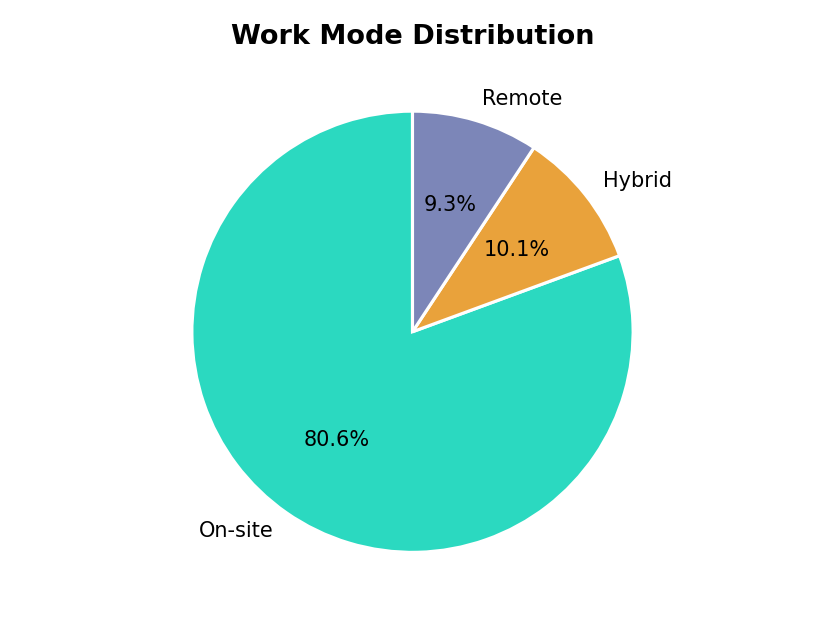 Work Mode Distribution
Remote
Hybrid
9.3%
10.1%
80.6%
On-site